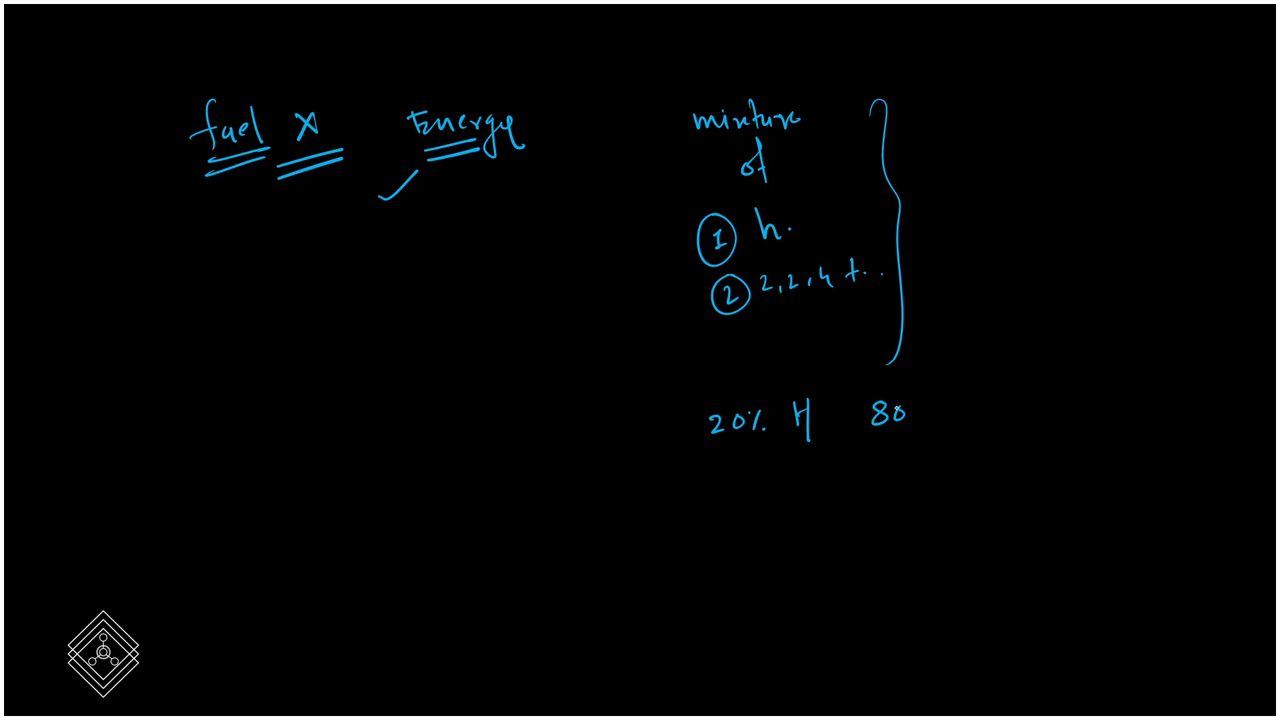 fuel X Energy
mixture
of
1 h.
2 2,2,4 t..
20% H 80